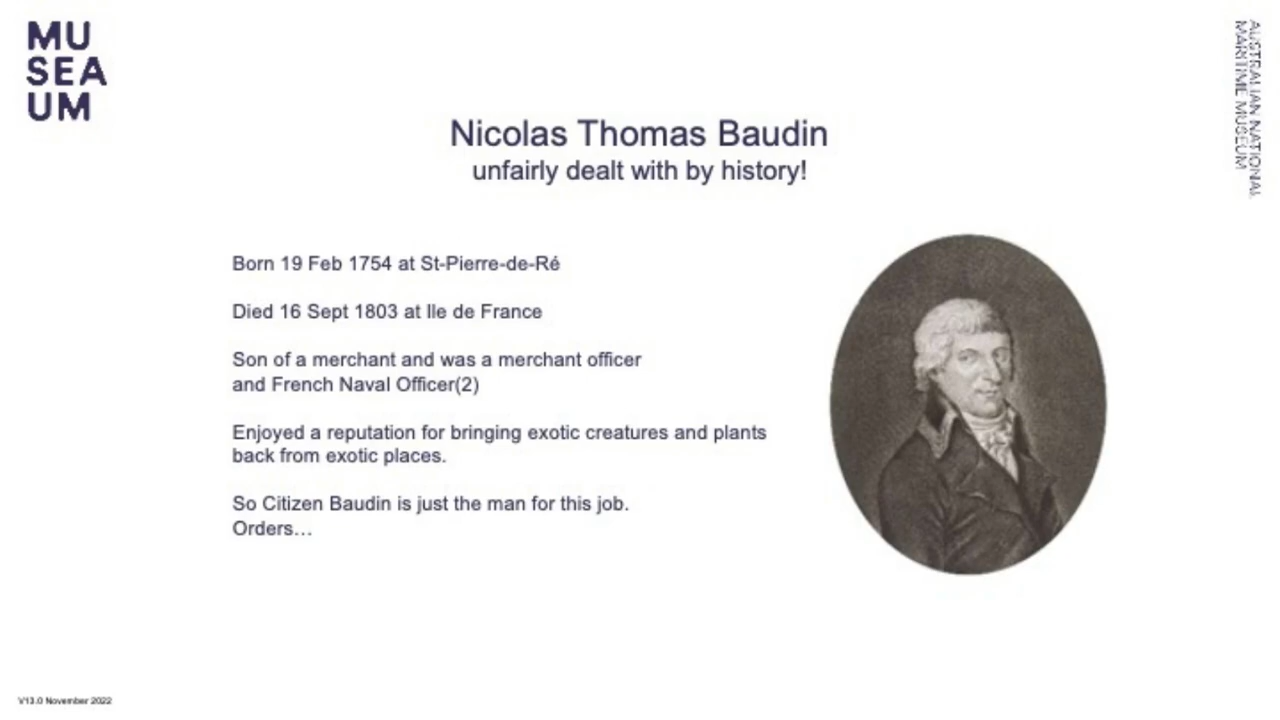 MU
SEA
UM
AUSTRALIAN NATIONAL
MARITIME MUSEUM
Nicolas Thomas Baudin
unfairly dealt with by history!
Born 19 Feb 1754 at St-Pierre-de-Ré
Died 16 Sept 1803 at Ile de France
Son of a merchant and was a merchant officer
and French Naval Officer(2)
Enjoyed a reputation for bringing exotic creatures and plants
back from exotic places.
So Citizen Baudin is just the man for this job.
Orders…
V13.0 November 2022